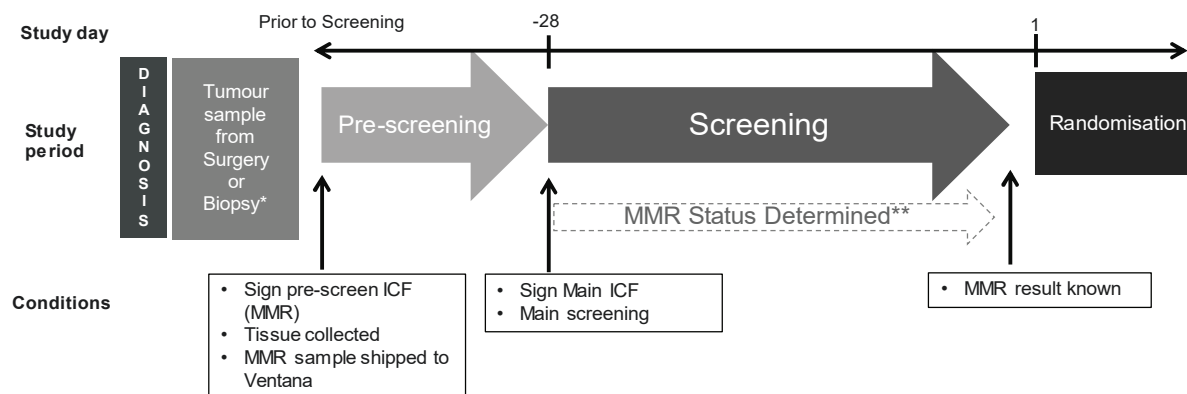 Study day
Prior to Screening
-28
1
Study
period
DIAGNOSIS
Tumour
sample
from
Surgery
or
Biopsy*
Pre-screening
Screening
Randomisation
MMR Status Determined**
Conditions
• Sign pre-screen ICF
(MMR)
• Tissue collected
• MMR sample shipped to
Ventana
• Sign Main ICF
• Main screening
• MMR result known